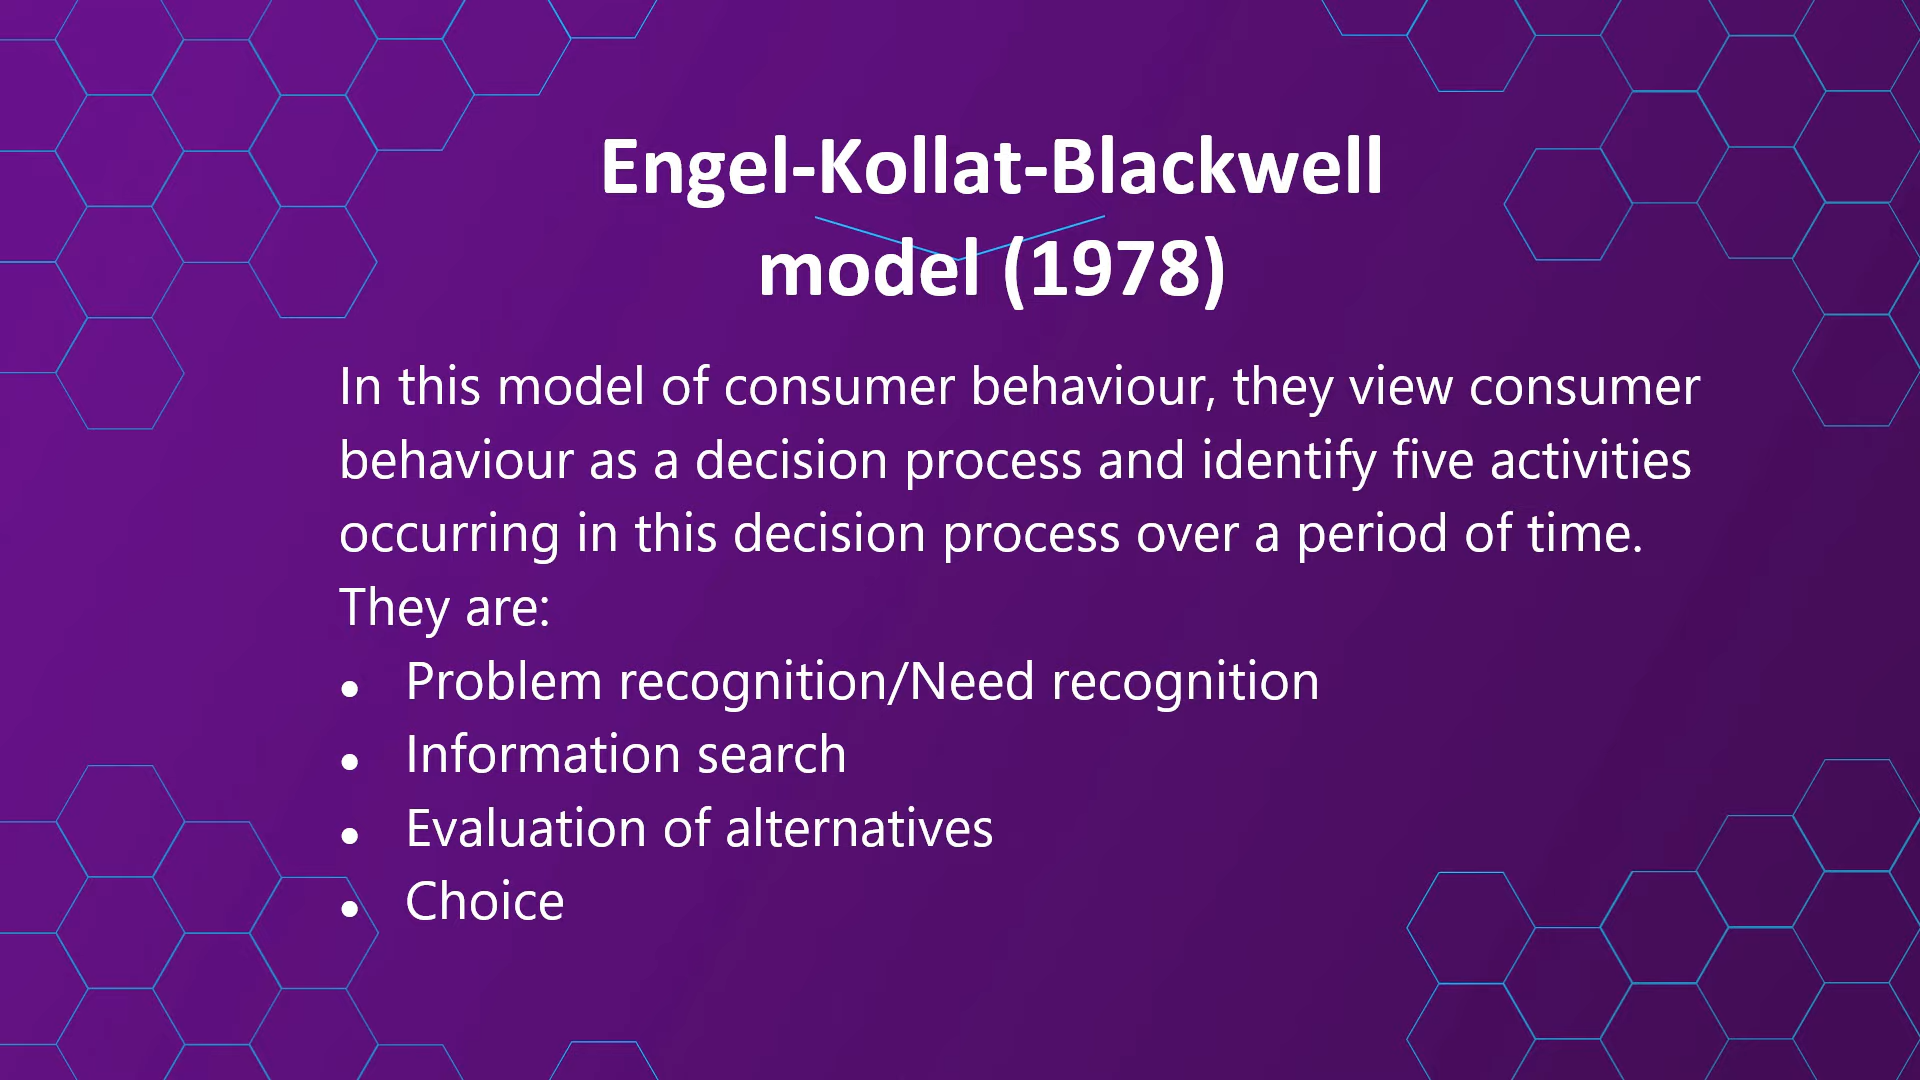 Engel-Kollat-Blackwell
model (1978)
In this model of consumer behaviour, they view consumer
behaviour as a decision process and identify five activities
occurring in this decision process over a period of time.
They are:
● Problem recognition/Need recognition
● Information search
● Evaluation of alternatives
● Choice